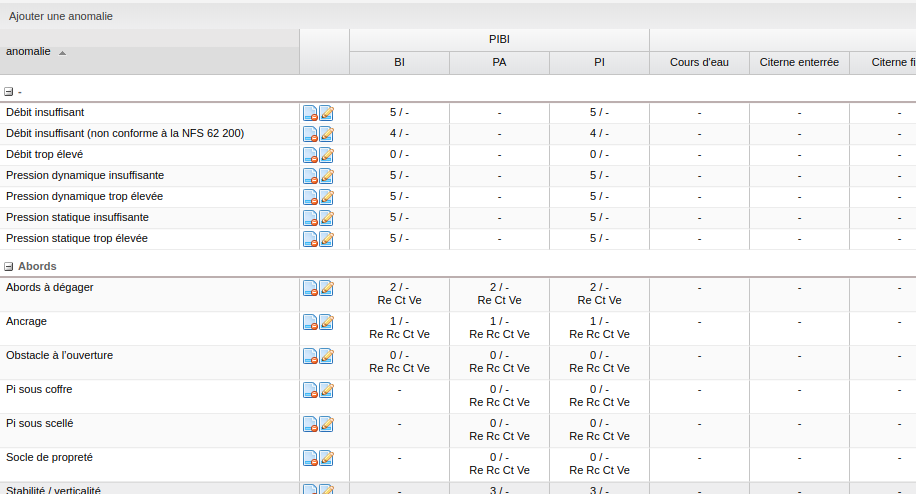 Ajouter une anomalie
PIBI
anomalie
BI PA PI Cours d'eau Citerne enterrée Citerne fi
-
Débit insuffisant 5 / - - 5 / - - - -
Débit insuffisant (non conforme à la NFS 62 200) 4 / - - 4 / - - - -
Débit trop élevé 0 / - - 0 / - - - -
Pression dynamique insuffisante 5 / - - 5 / - - - -
Pression dynamique trop élevée 5 / - - 5 / - - - -
Pression statique insuffisante 5 / - - 5 / - - - -
Pression statique trop élevée 5 / - - 5 / - - - -
Abords
Abords à dégager 2 / - 2 / - 2 / - - - -
Re Ct Ve Re Ct Ve Re Ct Ve
Ancrage 1 / - 1 / - 1 / - - - -
Re Rc Ct Ve Re Rc Ct Ve Re Rc Ct Ve
Obstacle à l'ouverture 0 / - 0 / - 0 / - - - -
Re Rc Ct Ve Re Rc Ct Ve Re Rc Ct Ve
Pi sous coffre - 0 / - 0 / - - - -
Re Rc Ct Ve Re Rc Ct Ve
Pi sous scellé - 0 / - 0 / - - - -
Re Rc Ct Ve Re Rc Ct Ve
Socle de propreté - 0 / - 0 / - - - -
Re Rc Ct Ve Re Rc Ct Ve
Stabilité / verticalité - 3 / - 3 / - - - -